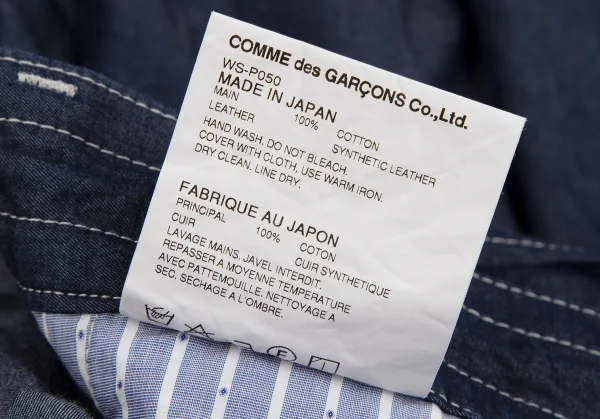 COMME des GARÇONS Co.,Ltd.
WS-P050
MADE IN JAPAN
MAIN 100% COTTON
LEATHER SYNTHETIC LEATHER
HAND WASH. DO NOT BLEACH.
COVER WITH CLOTH, USE WARM IRON.
DRY CLEAN. LINE DRY.
FABRIQUE AU JAPON
PRINCIPAL 100% COTON
CUIR CUIR SYNTHETIQUE
LAVAGE MAINS. JAVEL INTERDIT.
REPASSER A MOYENNE TEMPERATURE
AVEC PATTEMOUILLE. NETTOYAGE A
SEC. SECHAGE A L'OMBRE.